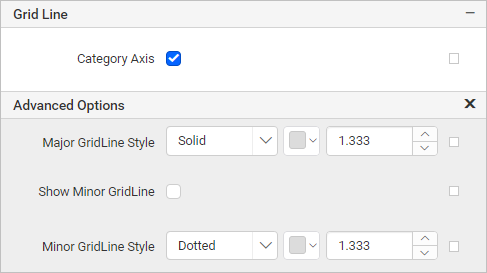 Grid Line
Category Axis
Advanced Options
Major GridLine Style Solid 1.333
Show Minor GridLine
Minor GridLine Style Dotted 1.333